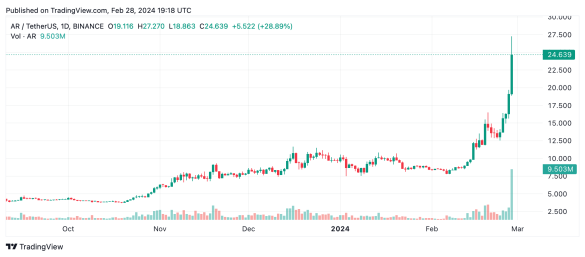 Published on TradingView.com, Feb 28, 2024 19:18 UTC
AR / TetherUS, 1D, BINANCE O19.116 H27.270 L18.863 C24.639 +5.522 (+28.89%)
Vol · AR 9.503M
30.000
27.500
24.639
22.500
20.000
17.500
15.000
12.500
10.000
9.503M
7.500
5.000
2.500
Oct Nov Dec 2024 Feb Mar
TradingView